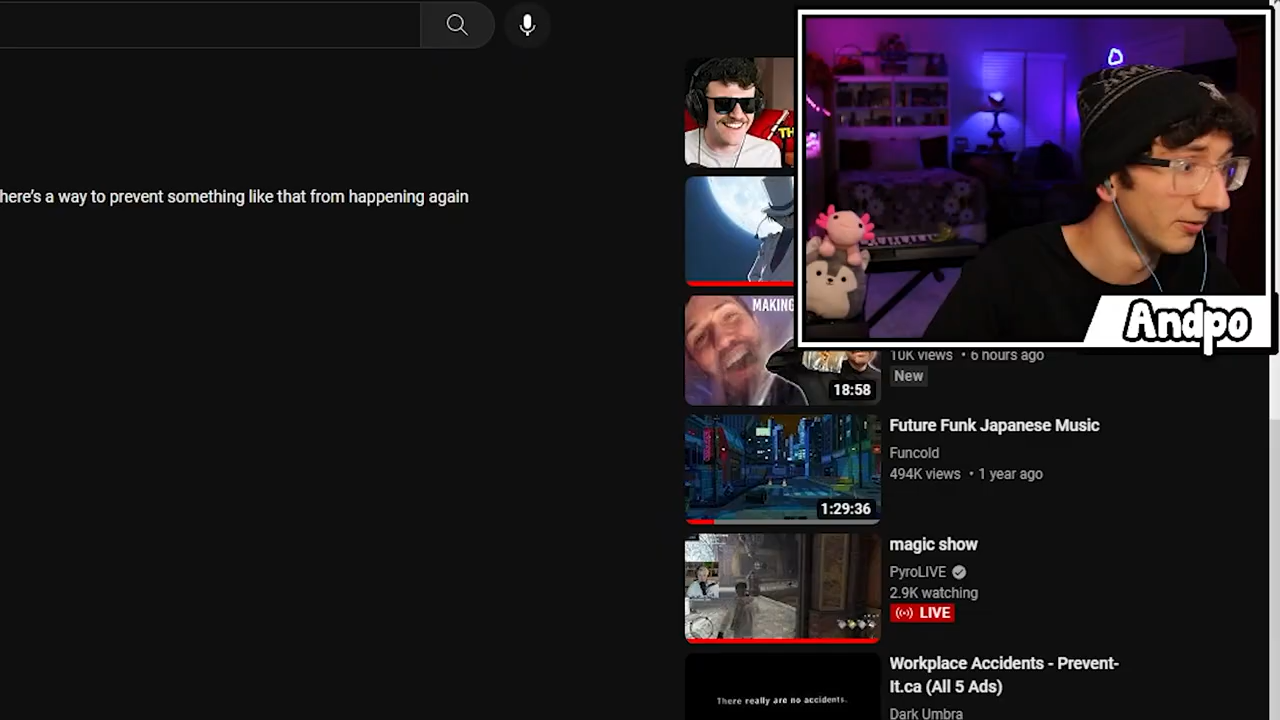 here's a way to prevent something like that from happening again
TH
MAKING
18:58
Andpo
10K views • 6 hours ago
New
1:29:36
Future Funk Japanese Music
Funcold
494K views • 1 year ago
magic show
PyroLIVE
2.9K watching
LIVE
There really are no accidents.
Workplace Accidents - Prevent-
It.ca (All 5 Ads)
Dark Umbra